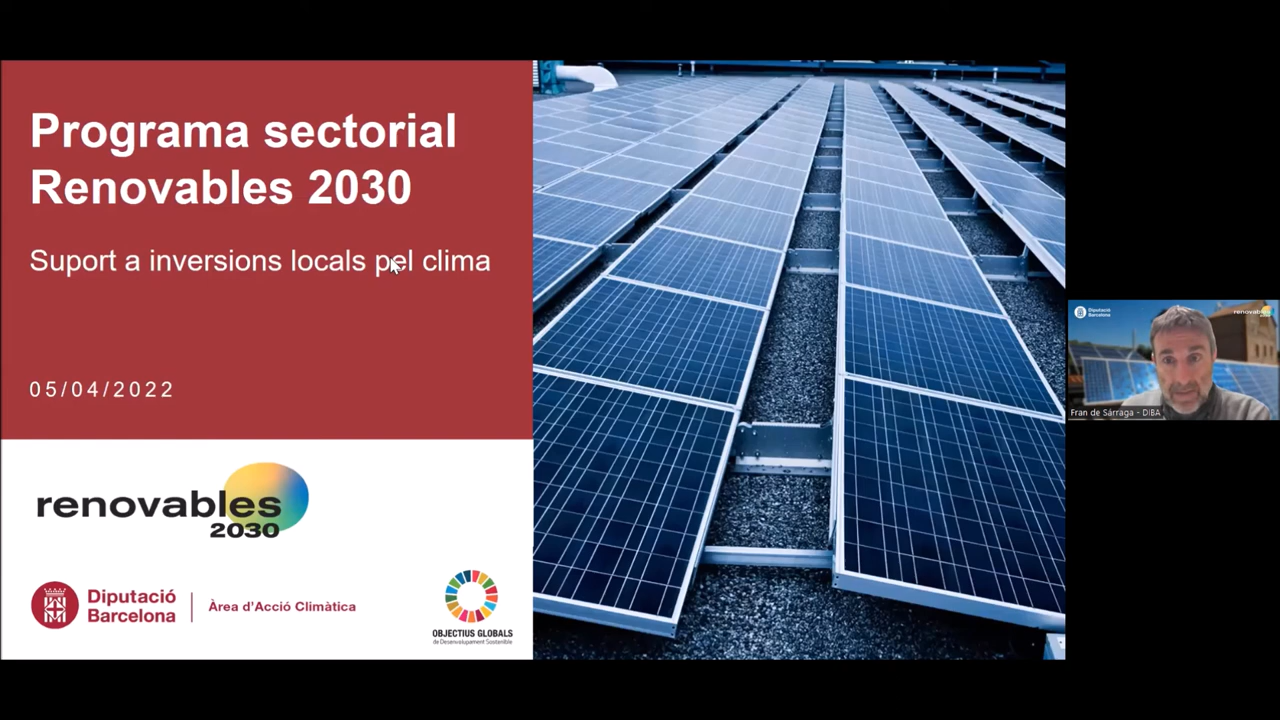 Programa sectorial
Renovables 2030
Suport a inversions locals pel clima
05/04/2022
renovables
2030
Diputació
Barcelona
Àrea d'Acció Climàtica
OBJECTIUS GLOBALS
de Desenvolupament Sostenible
Diputació
Barcelona
renovables
Fran de Sárraga - DIBA